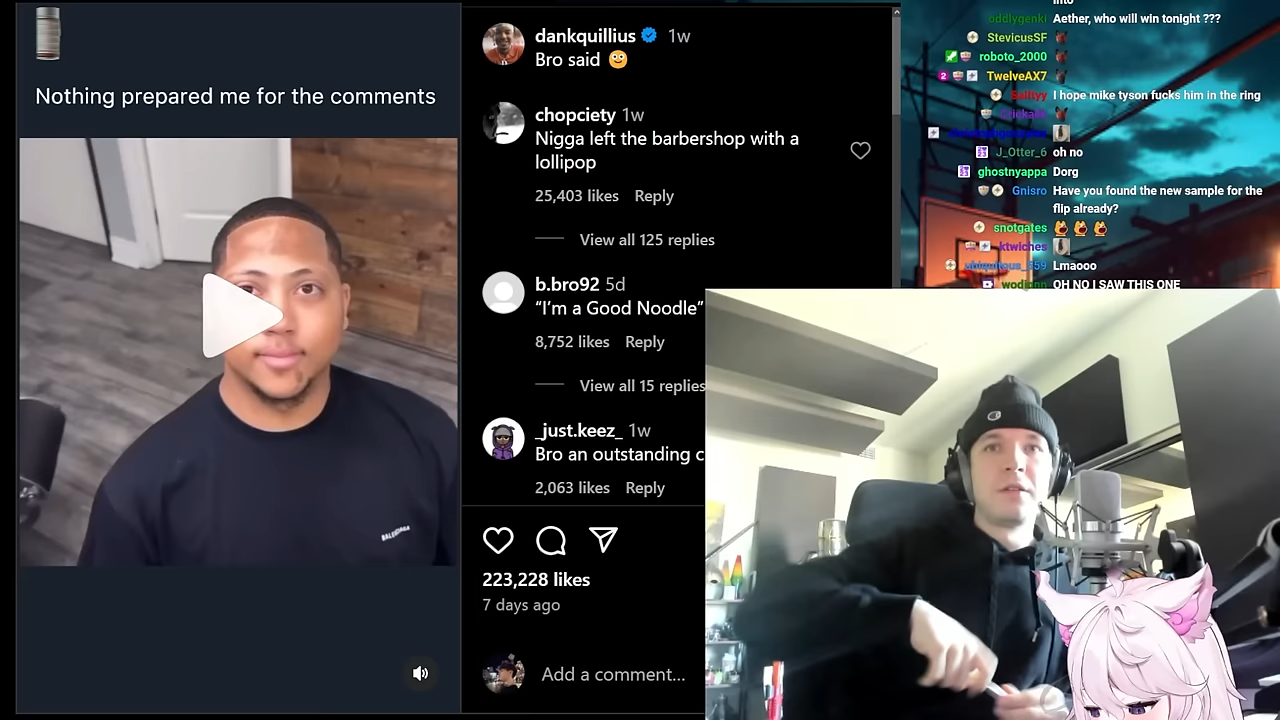 Nothing prepared me for the comments
BALENCIAGA
dankquillius 1w
Bro said 😳
chopciety 1w
Nigga left the barbershop with a
lollipop
25,403 likes Reply
View all 125 replies
b.bro92 5d
“I’m a Good Noodle”
8,752 likes Reply
View all 15 replies
_just.keez_ 1w
Bro an outstanding c
2,063 likes Reply
223,228 likes
7 days ago
Add a comment...
into
oddlygenki Aether, who will win tonight ???
StevicusSF
roboto_2000
2 TwelveAX7
I hope mike tyson fucks him in the ring
J_Otter_6 oh no
ghostnyappa Dorg
Gnisro Have you found the new sample for the
flip already?
snotgates
ktwiches
Lmaooo
OH NO I SAW THIS ONE